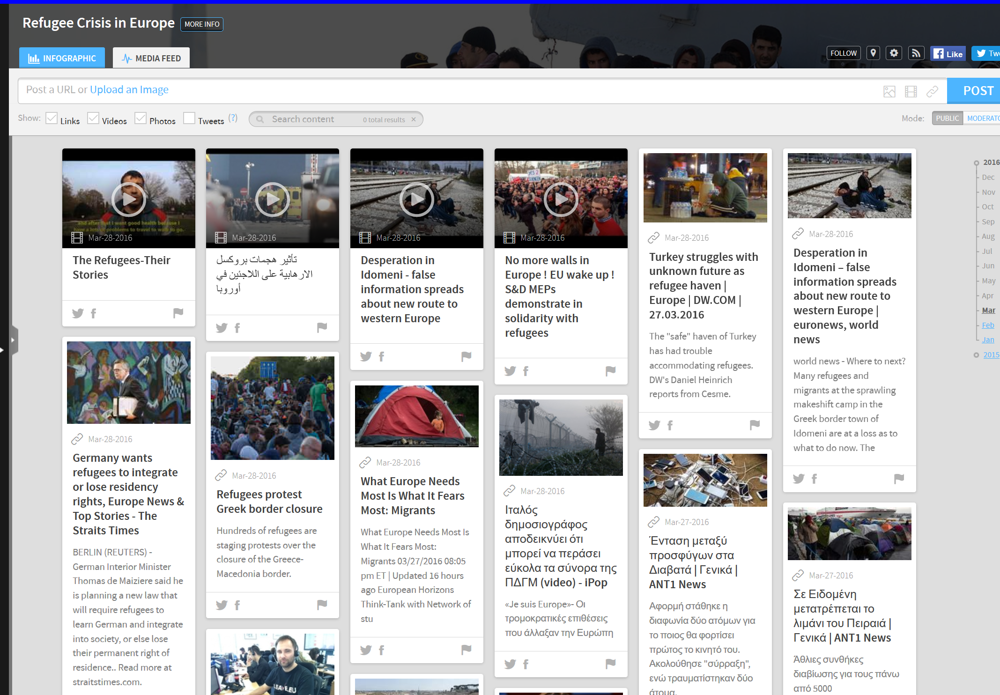 Refugee Crisis in Europe MORE INFO
INFOGRAPHIC MEDIA FEED
FOLLOW Like
Post a URL or Upload an Image
POST
Show: Links Videos Photos Tweets (?) Search content 0 total results ×
Mode: PUBLIC
and after that I want good health because I
have a lots of problems to travel to walk to go.
Mar-28-2016
The Refugees-Their
Stories
Germany wants
refugees to integrate
or lose residency
rights, Europe News &
Top Stories - The
Straits Times
Mar-28-2016
BERLIN (REUTERS) -
German Interior Minister
Thomas de Maiziere said he
is planning a new law that
will require refugees to
learn German and integrate
into society, or else lose
their permanent right of
residence.. Read more at
straitstimes.com.
Mar-28-2016
تأثير هجمات بروكسل
الارهابية على اللاجئين في
أوروبا
Mar-28-2016
Refugees protest
Greek border closure
Hundreds of refugees are
staging protests over the
closure of the Greece-
Macedonia border.
LEAVE.EU
Mar-28-2016
Desperation in
Idomeni - false
information spreads
about new route to
western Europe
Mar-28-2016
What Europe Needs
Most Is What It Fears
Most: Migrants
What Europe Needs Most Is
What It Fears Most:
Migrants 03/27/2016 08:05
pm ET | Updated 16 hours
ago European Horizons
Think-Tank with Network of
stu
YES 2
Mar-28-2016
No more walls in
Europe ! EU wake up !
S&D MEPs
demonstrate in
solidarity with
refugees
Mar-28-2016
Ιταλός
δημοσιογράφος
αποδεικνύει ότι
μπορεί να περάσει
εύκολα τα σύνορα της
ΠΔΓΜ (video) - iPop
«Je suis Europe»- Οι
τρομοκρατικές επιθέσεις
που άλλαξαν την Ευρώπη
Mar-28-2016
Turkey struggles with
unknown future as
refugee haven |
Europe | DW.COM |
27.03.2016
The "safe" haven of Turkey
has had trouble
accommodating refugees.
DW's Daniel Heinrich
reports from Cesme.
Mar-27-2016
Ένταση μεταξύ
προσφύγων στα
Διαβατά | Γενικά |
ANT1 News
Αφορμή στάθηκε η
διαφωνία δύο ατόμων για
το ποιος θα φορτίσει
πρώτος το κινητό του.
Ακολούθησε "σύρραξη",
ενώ τραυματίστηκαν δύο
άτομα.
Mar-28-2016
Desperation in
Idomeni – false
information spreads
about new route to
western Europe |
euronews, world
news
world news - Where to next?
Many refugees and
migrants at the sprawling
makeshift camp in the
Greek border town of
Idomeni are at a loss as to
what to do now. The
Mar-27-2016
Σε Ειδομένη
μετατρέπεται το
λιμάνι του Πειραιά |
Γενικά | ANT1 News
Άθλιες συνθήκες
διαβίωσης για τους πάνω
από 5000
2016
Dec
Nov
Oct
Sep
Aug
Jul
Jun
May
Apr
Mar
Feb
Jan
2015